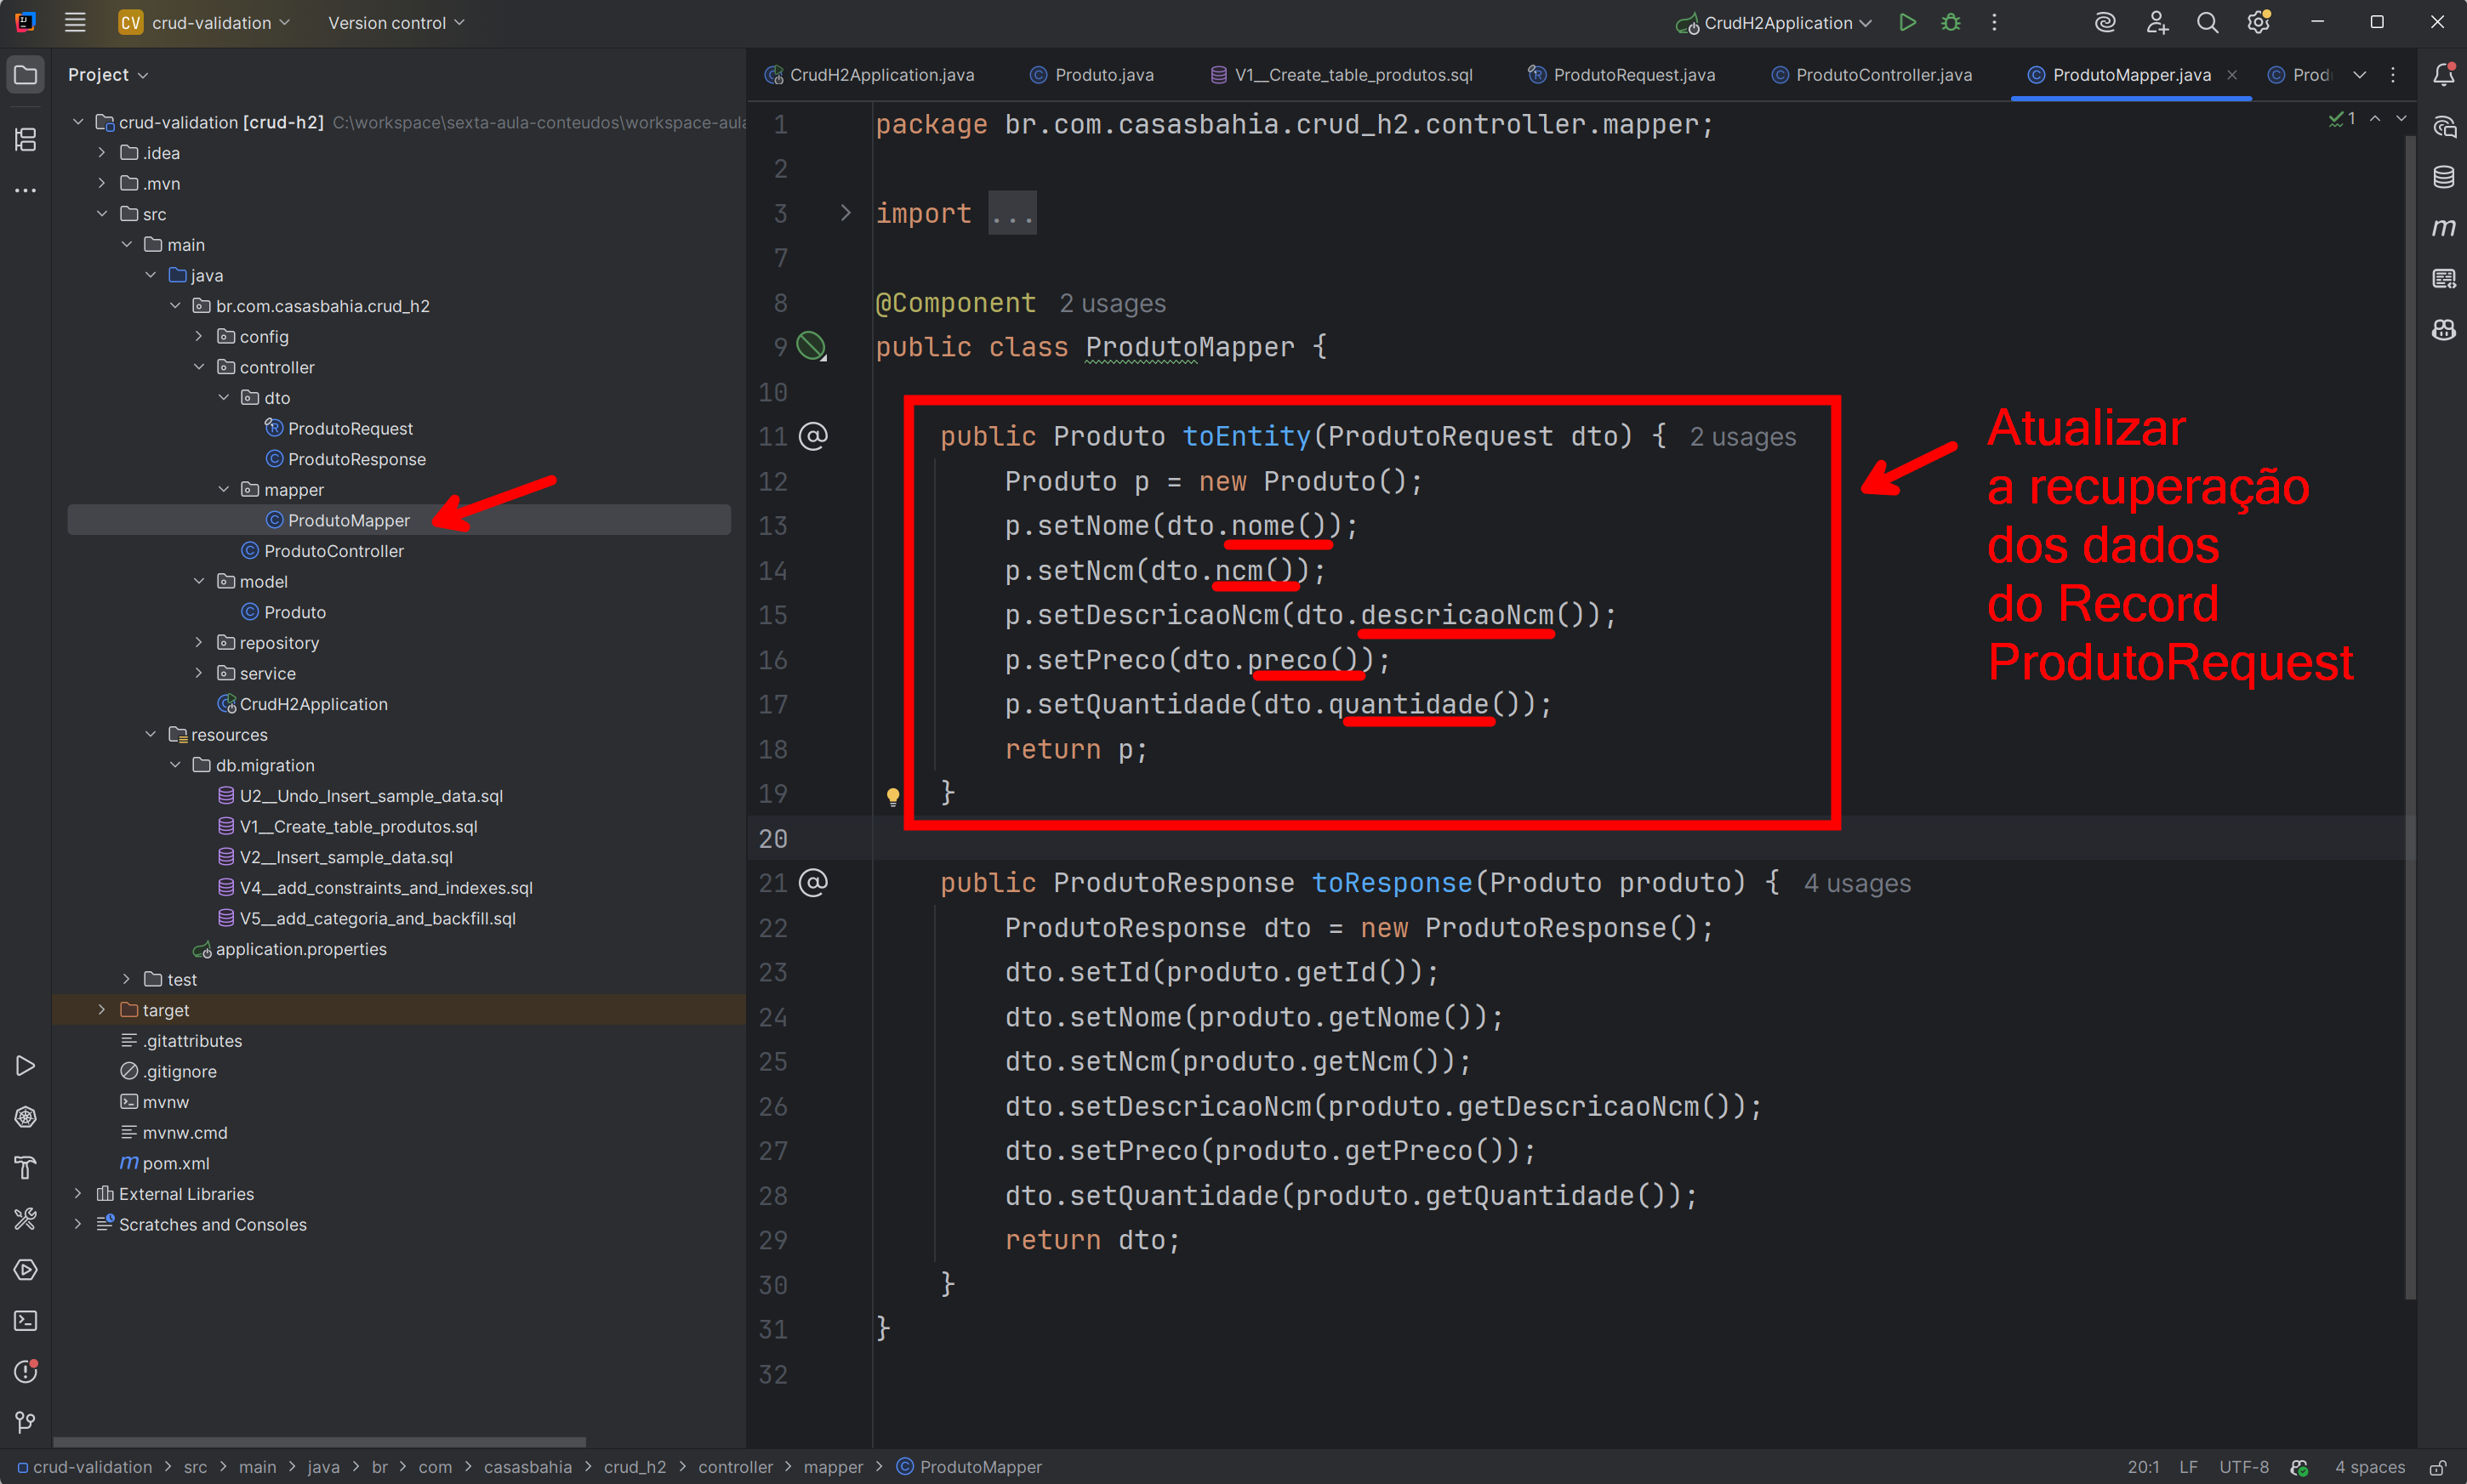 CV crud-validation Version control CrudH2Application
Project
crud-validation [crud-h2] C:\workspace\sexta-aula-conteudos\workspace-aula
.idea
.mvn
src
main
java
br.com.casasbahia.crud_h2
config
controller
dto
ProdutoRequest
ProdutoResponse
mapper
ProdutoMapper
ProdutoController
model
Produto
repository
service
CrudH2Application
resources
db.migration
U2__Undo_Insert_sample_data.sql
V1__Create_table_produtos.sql
V2__Insert_sample_data.sql
V4__add_constraints_and_indexes.sql
V5__add_categoria_and_backfill.sql
application.properties
test
target
.gitattributes
.gitignore
mvnw
mvnw.cmd
pom.xml
External Libraries
Scratches and Consoles
CrudH2Application.java Produto.java V1__Create_table_produtos.sql ProdutoRequest.java ProdutoController.java ProdutoMapper.java Prod
1 package br.com.casasbahia.crud_h2.controller.mapper; 1
2
3 import ...
7
8 @Component 2 usages
9 public class ProdutoMapper {
10
11 public Produto toEntity(ProdutoRequest dto) { 2 usages
12 Produto p = new Produto();
13 p.setNome(dto.nome());
14 p.setNcm(dto.ncm());
15 p.setDescricaoNcm(dto.descricaoNcm());
16 p.setPreco(dto.preco());
17 p.setQuantidade(dto.quantidade());
18 return p;
19 }
20
21 public ProdutoResponse toResponse(Produto produto) { 4 usages
22 ProdutoResponse dto = new ProdutoResponse();
23 dto.setId(produto.getId());
24 dto.setNome(produto.getNome());
25 dto.setNcm(produto.getNcm());
26 dto.setDescricaoNcm(produto.getDescricaoNcm());
27 dto.setPreco(produto.getPreco());
28 dto.setQuantidade(produto.getQuantidade());
29 return dto;
30 }
31 }
32
Atualizar
a recuperação
dos dados
do Record
ProdutoRequest
crud-validation > src > main > java > br > com > casasbahia > crud_h2 > controller > mapper > ProdutoMapper 20:1 LF UTF-8 4 spaces